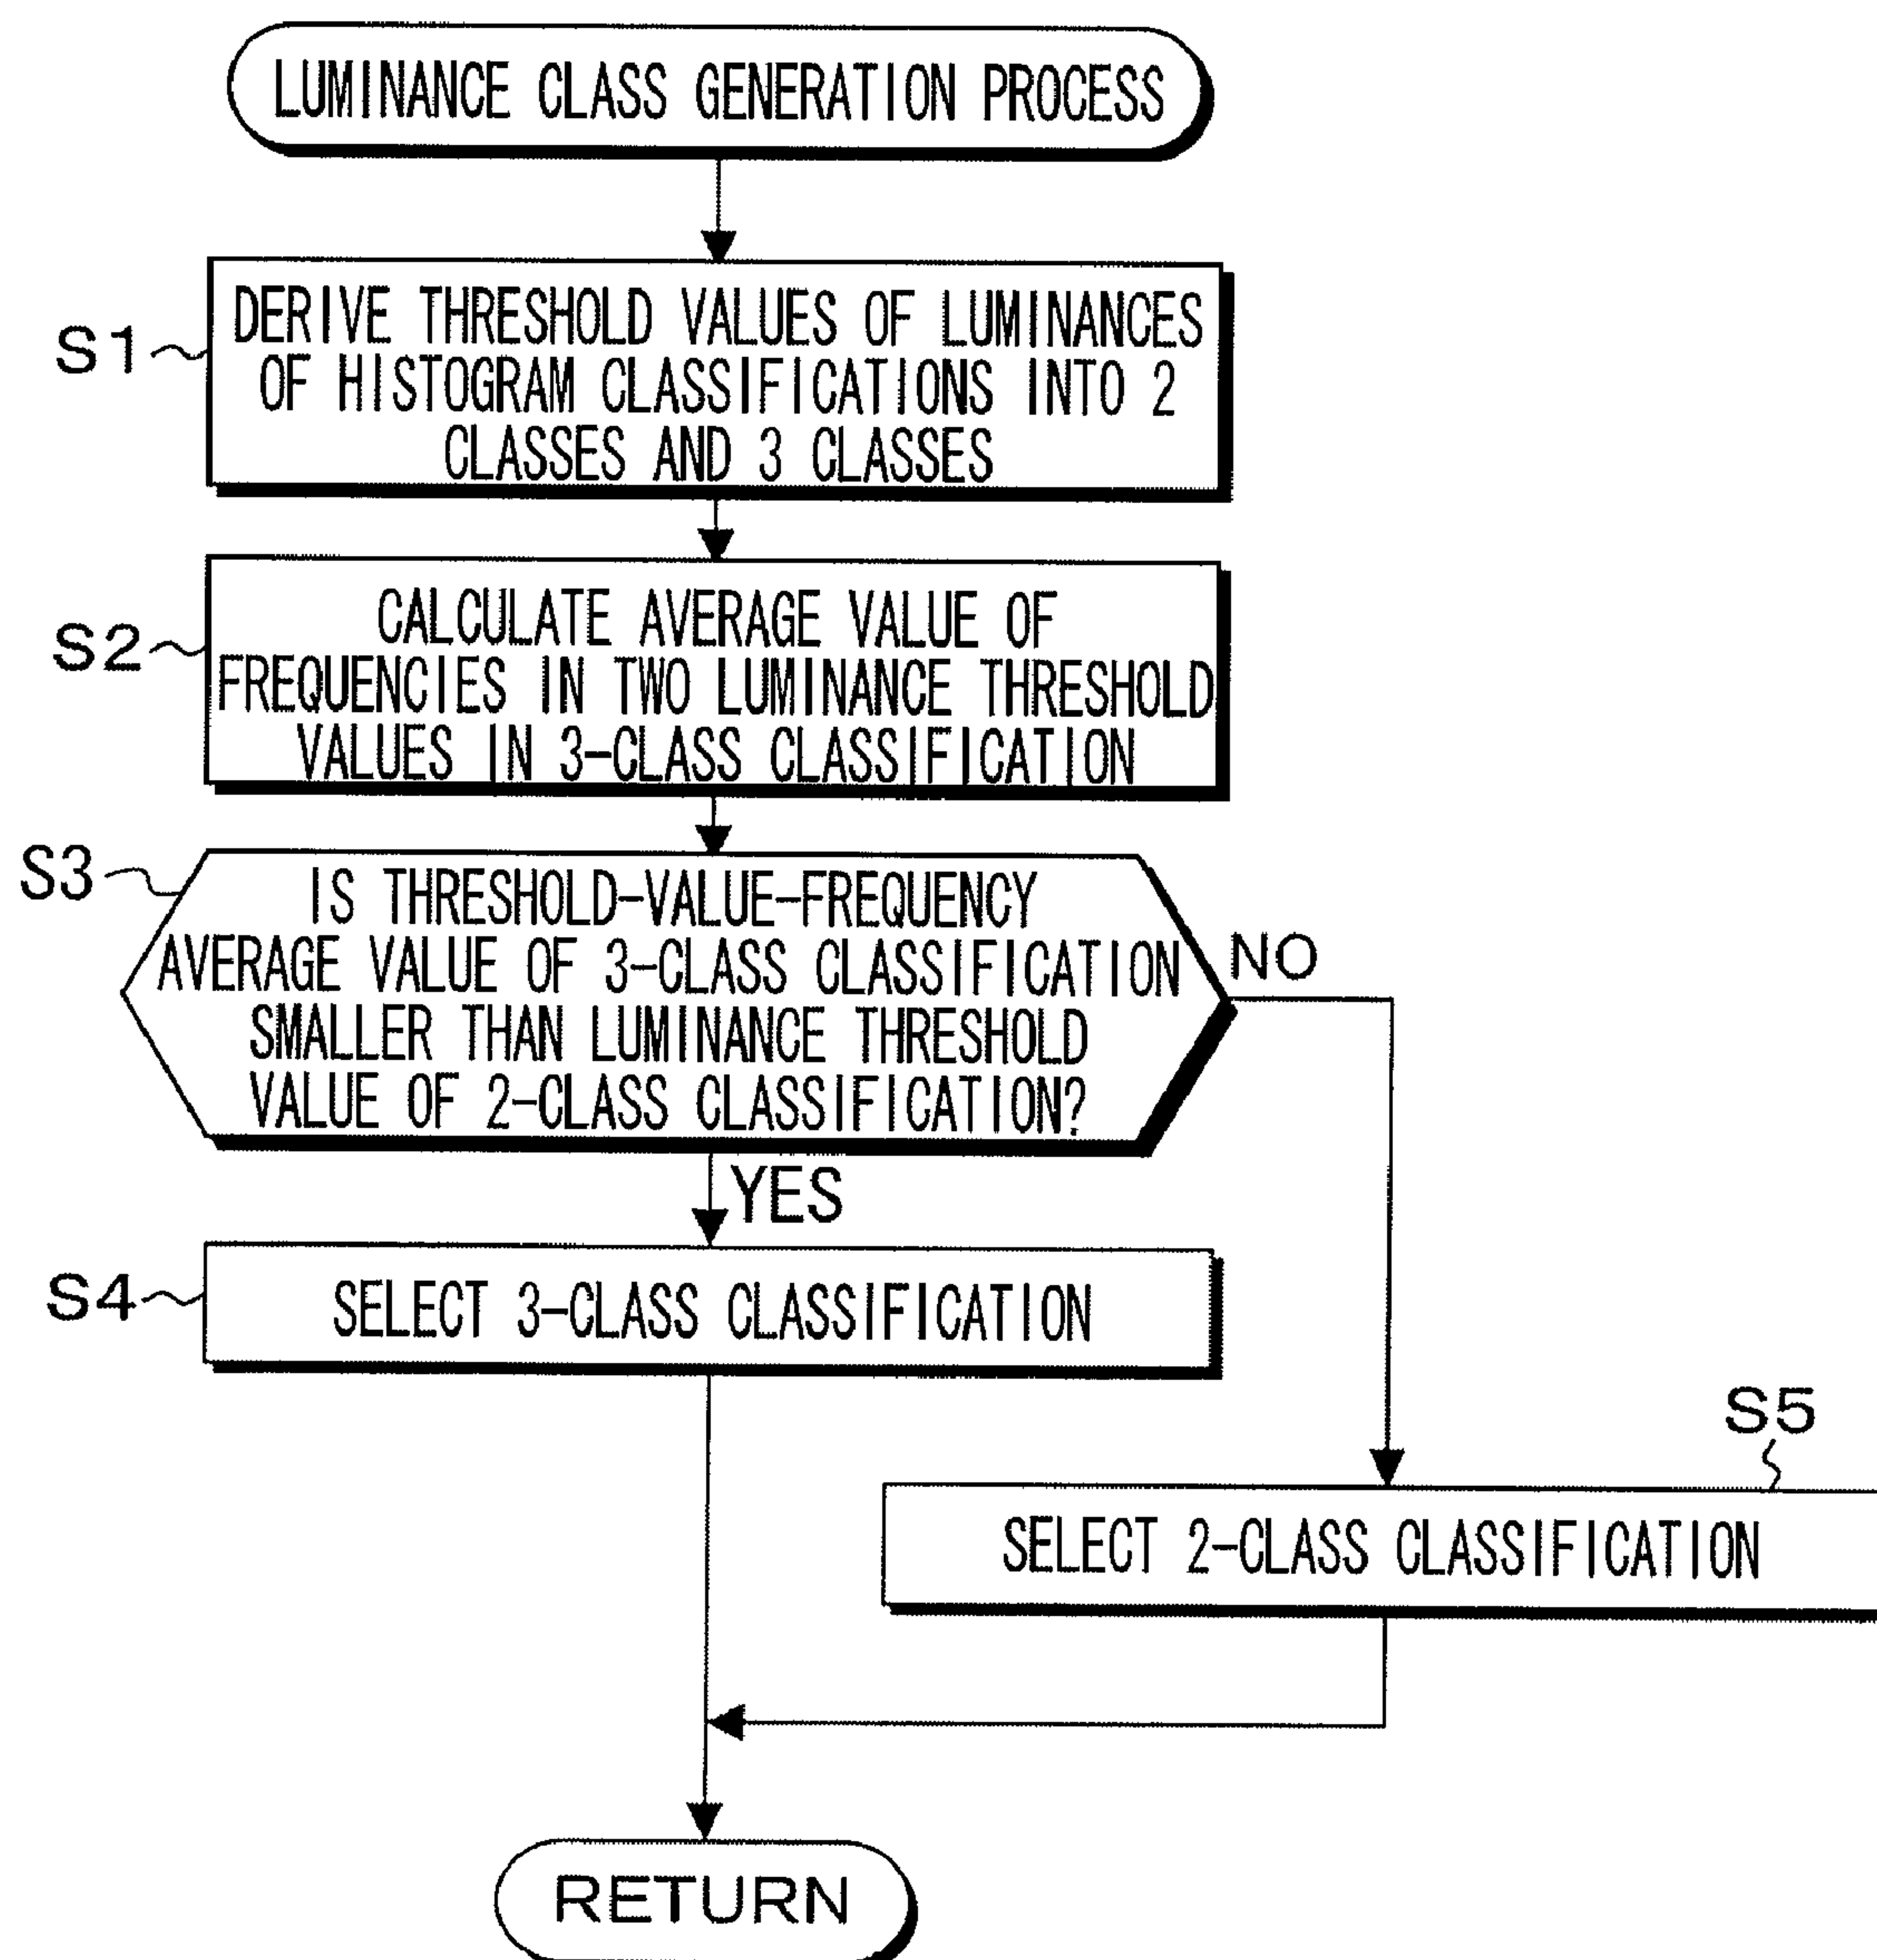 LUMINANCE CLASS GENERATION PROCESS
S1
DERIVE THRESHOLD VALUES OF LUMINANCES
OF HISTOGRAM CLASSIFICATIONS INTO 2
CLASSES AND 3 CLASSES
S2
CALCULATE AVERAGE VALUE OF
FREQUENCIES IN TWO LUMINANCE THRESHOLD
VALUES IN 3-CLASS CLASSIFICATION
S3
IS THRESHOLD-VALUE-FREQUENCY
AVERAGE VALUE OF 3-CLASS CLASSIFICATION
SMALLER THAN LUMINANCE THRESHOLD
VALUE OF 2-CLASS CLASSIFICATION?
NO
YES
S4
SELECT 3-CLASS CLASSIFICATION
S5
SELECT 2-CLASS CLASSIFICATION
RETURN